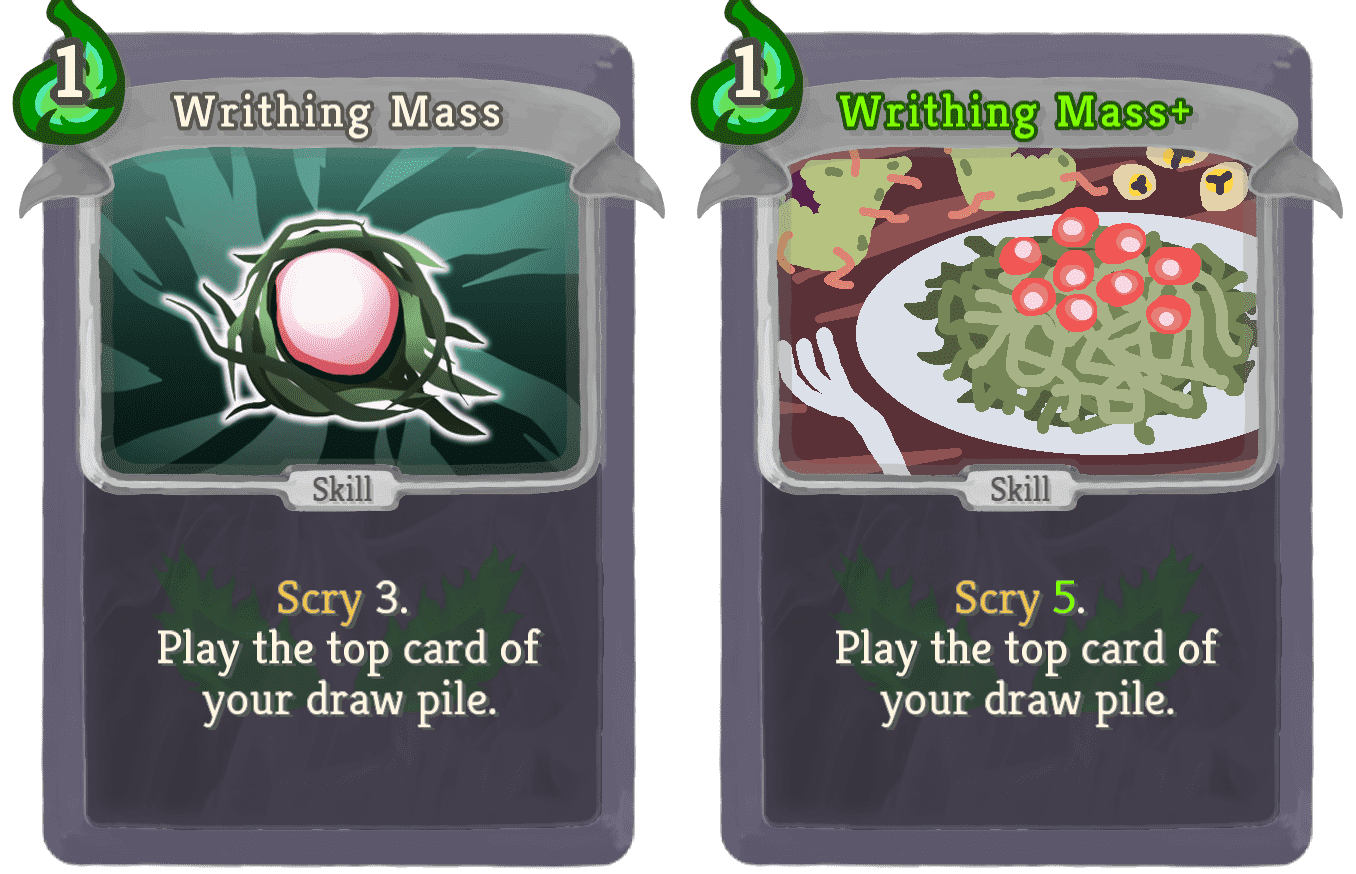 1
Writhing Mass
Skill
Scry 3.
Play the top card of
your draw pile.
1
Writhing Mass+
Skill
Scry 5.
Play the top card of
your draw pile.